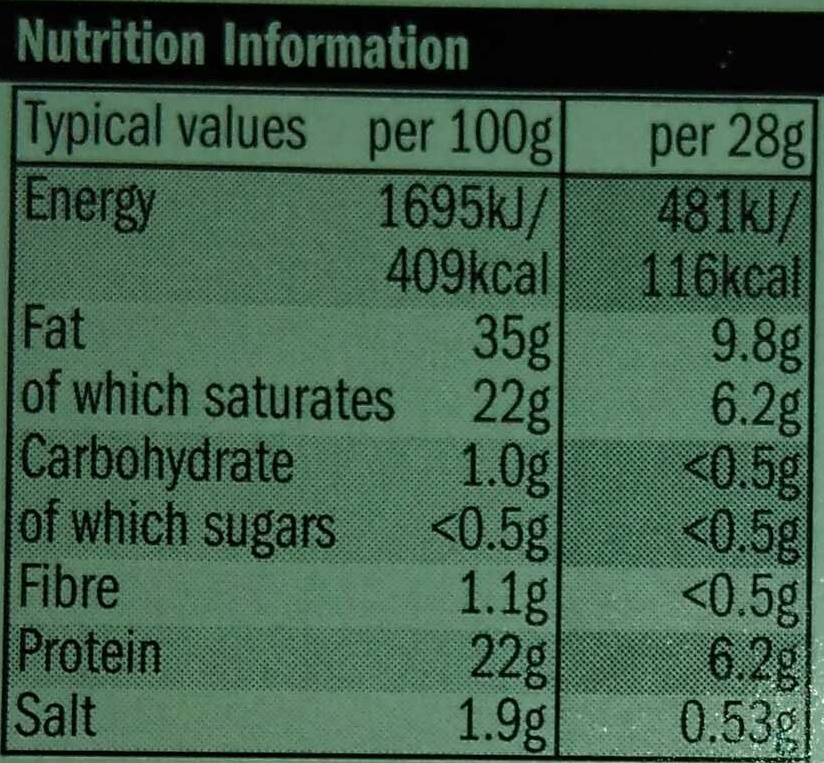 Nutrition Information
Typical values per 100g per 28g
Energy 1695kJ/ 481kJ/
409kcal 116kcal
Fat 35g 9.8g
of which saturates 22g 6.2g
Carbohydrate 1.0g <0.5g
of which sugars <0.5g <0.5g
Fibre 1.1g <0.5g
Protein 22g 6.2g
Salt 1.9g 0.53g